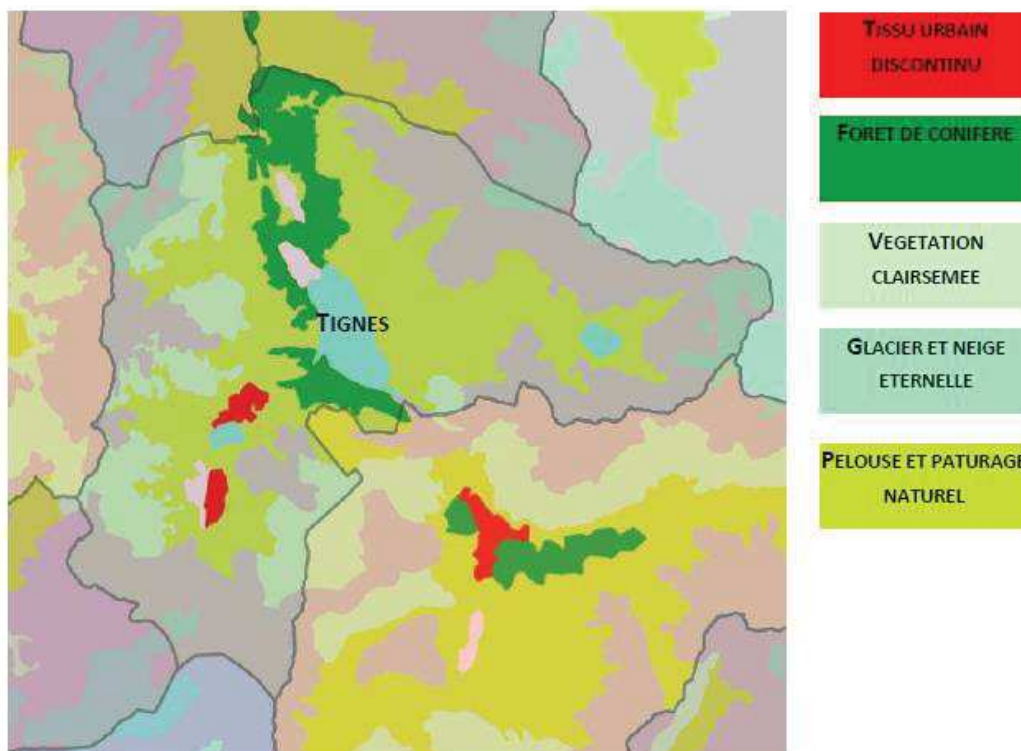 TIGNES
TISSU URBAIN
DISCONTINU
FORET DE CONIFERE
VEGETATION
CLAIRSEMEE
GLACIER ET NEIGE
ETERNELLE
PELOUSE ET PATURAGE
NATUREL